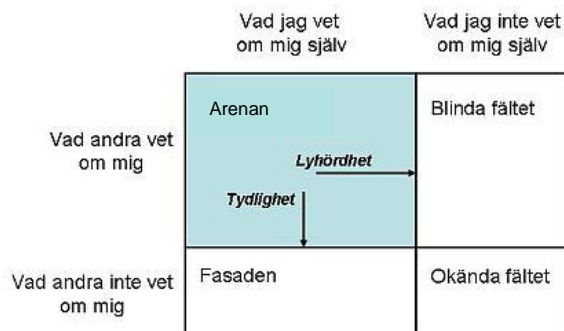 Vad jag vet
om mig själv
Vad jag inte vet
om mig själv
Vad andra vet
om mig
Arenan
Blinda fältet
Lyhördhet
Tydlighet
Vad andra inte vet
om mig
Fasaden
Okända fältet